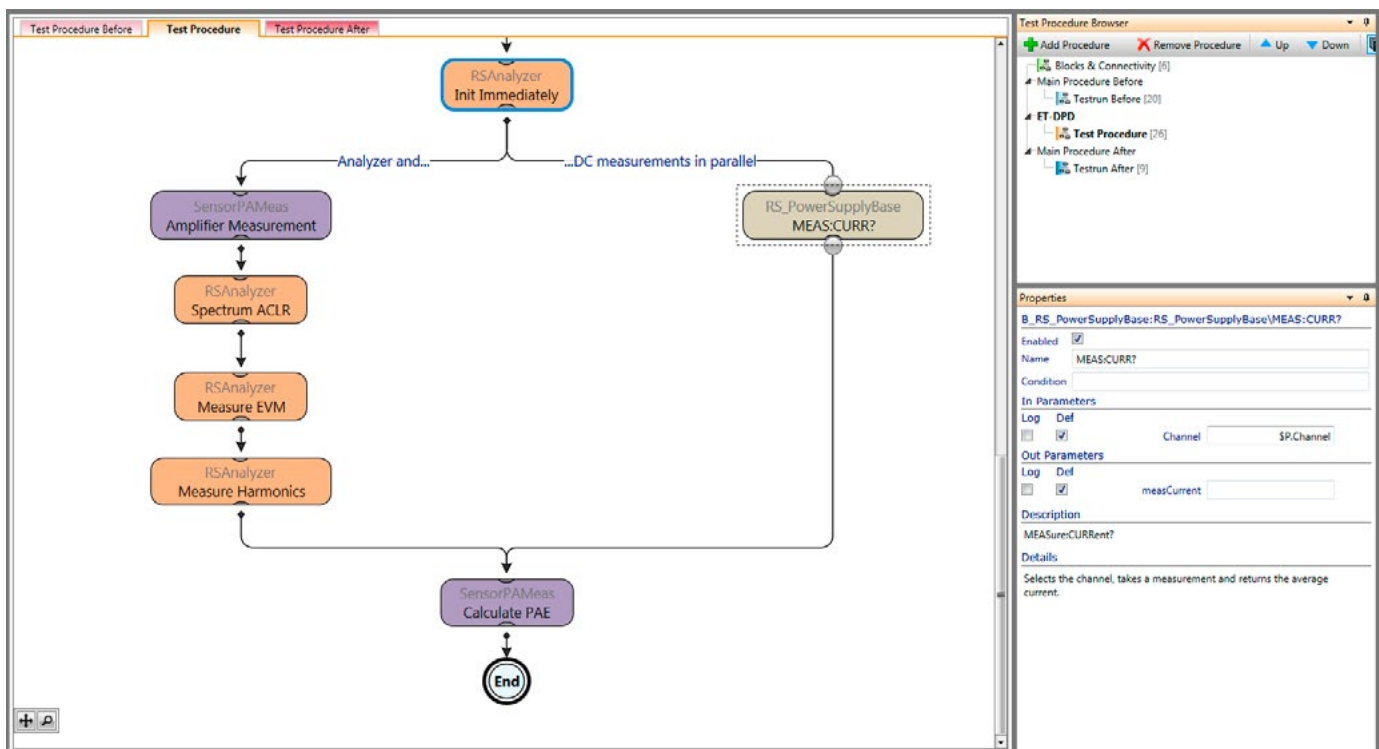 Test Procedure Before
Test Procedure
Test Procedure After
RSAnalyzer
Init Immediately
Analyzer and...
...DC measurements in parallel
SensorPAMeas
Amplifier Measurement
RS_PowerSupplyBase
MEAS:CURR?
RSAnalyzer
Spectrum ACLR
RSAnalyzer
Measure EVM
RSAnalyzer
Measure Harmonics
SensorPAMeas
Calculate PAE
End
Test Procedure Browser
Add Procedure Remove Procedure Up Down
Blocks & Connectivity [6]
Main Procedure Before
Testrun Before [20]
ET-DPD
Test Procedure [26]
Main Procedure After
Testrun After [9]
Properties
B_RS_PowerSupplyBase:RS_PowerSupplyBase\MEAS:CURR?
Enabled
Name MEAS:CURR?
Condition
In Parameters
Log Def
Channel $P.Channel
Out Parameters
Log Def
measCurrent
Description
MEASure:CURRent?
Details
Selects the channel, takes a measurement and returns the average
current.